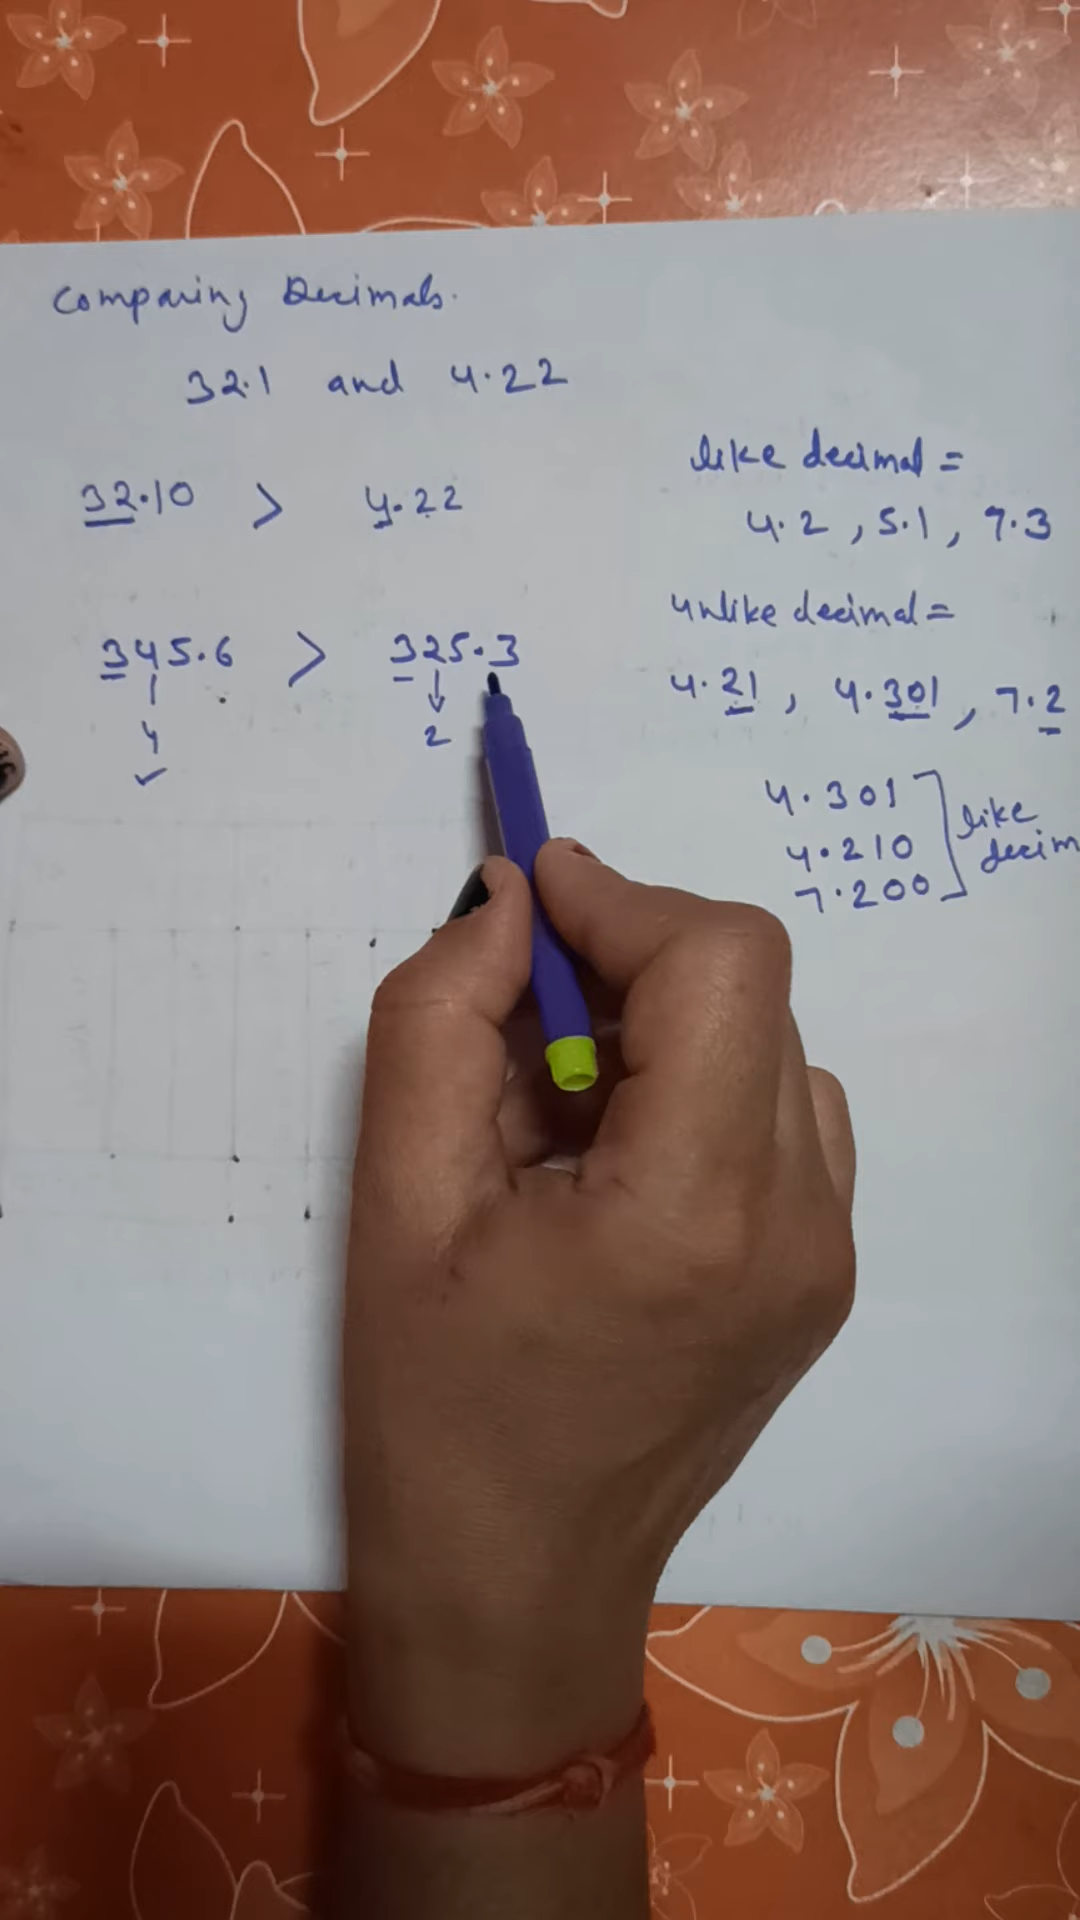 Comparing Decimals.
32.1 and 4.22
32.10 > 4.22
345.6 > 325.3
4 2
like decimal =
4.2, 5.1, 7.3
unlike decimal =
4.21, 4.301, 7.2
4.301
4.210
7.200
like
decim